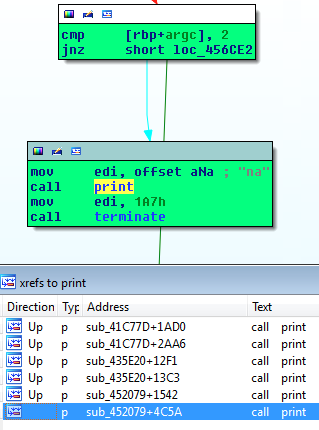 cmp [rbp+argc], 2
jnz short loc_456CE2
mov edi, offset aNa ; "na"
call print
mov edi, 1A7h
call terminate
xrefs to print
Direction Typ Address Text
Up p sub_41C77D+1AD0 call print
Up p sub_41C77D+2AA6 call print
Up p sub_435E20+12F1 call print
Up p sub_435E20+13C3 call print
Up p sub_452079+1542 call print
p sub_452079+4C5A call print